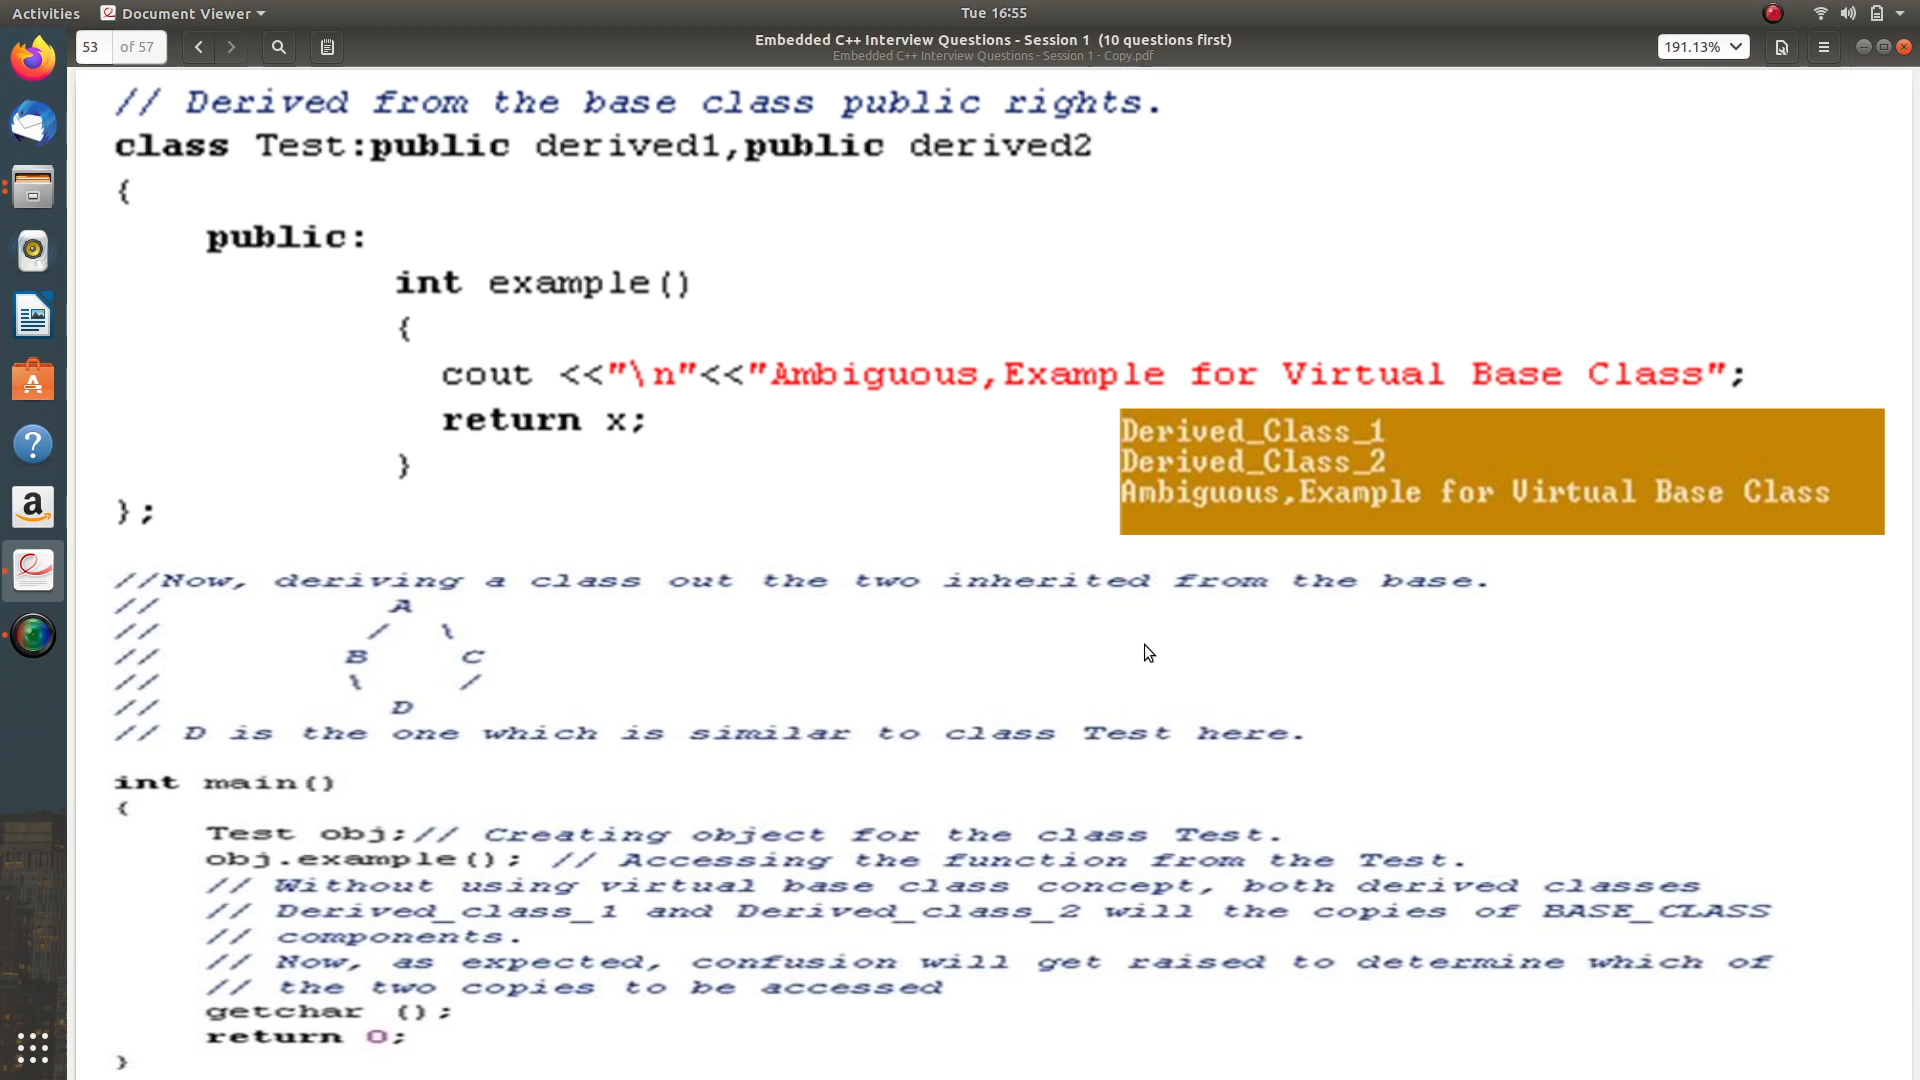 Activities
Document Viewer
Tue 16:55
53 of 57
Embedded C++ Interview Questions - Session 1 (10 questions first)
Embedded C++ Interview Questions - Session 1 - Copy.pdf
191.13%
// Derived from the base class public rights.
class Test:public derived1,public derived2
{
public:
int example()
{
cout <<"\n"<<"Ambiguous,Example for Virtual Base Class";
return x;
}
};
Derived_Class_1
Derived_Class_2
Ambiguous,Example for Virtual Base Class
//Now, deriving a class out the two inherited from the base.
// A
// / \
// B C
// \ /
// D
// D is the one which is similar to class Test here.
int main()
{
Test obj;// Creating object for the class Test.
obj.example(); // Accessing the function from the Test.
// Without using virtual base class concept, both derived classes
// Derived_class_1 and Derived_class_2 will the copies of BASE_CLASS
// components.
// Now, as expected, confusion will get raised to determine which of
// the two copies to be accessed
getchar ();
return 0;
}